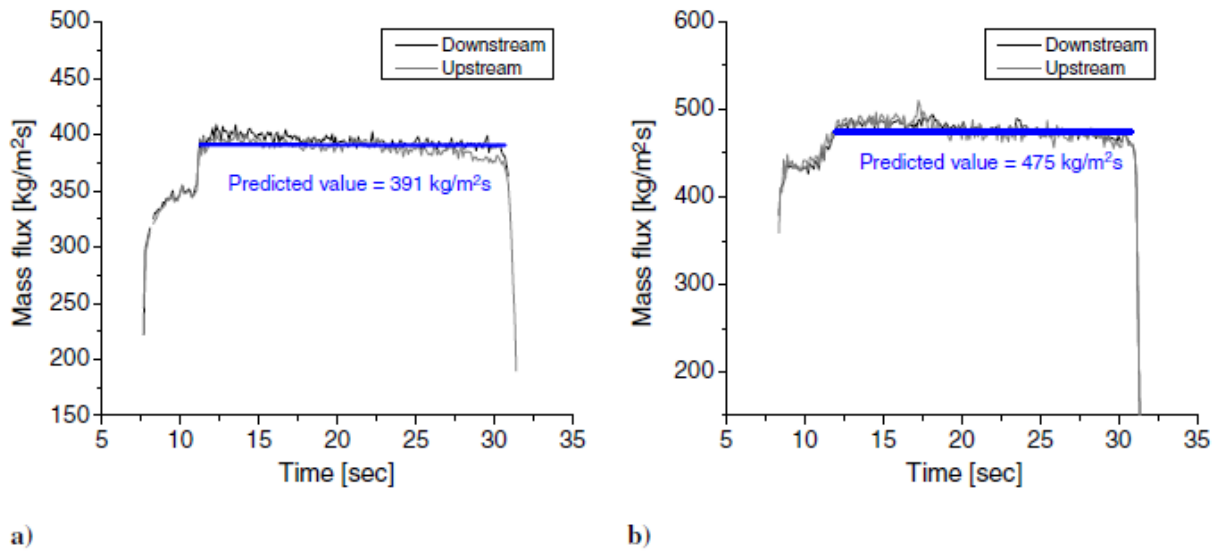 500
450
400
350
300
250
200
150
5 10 15 20 25 30 35
Mass flux [kg/m²s]
Time [sec]
Downstream
Upstream
Predicted value = 391 kg/m²s
a)
600
500
400
300
200
5 10 15 20 25 30 35
Mass flux [kg/m²s]
Time [sec]
Downstream
Upstream
Predicted value = 475 kg/m²s
b)